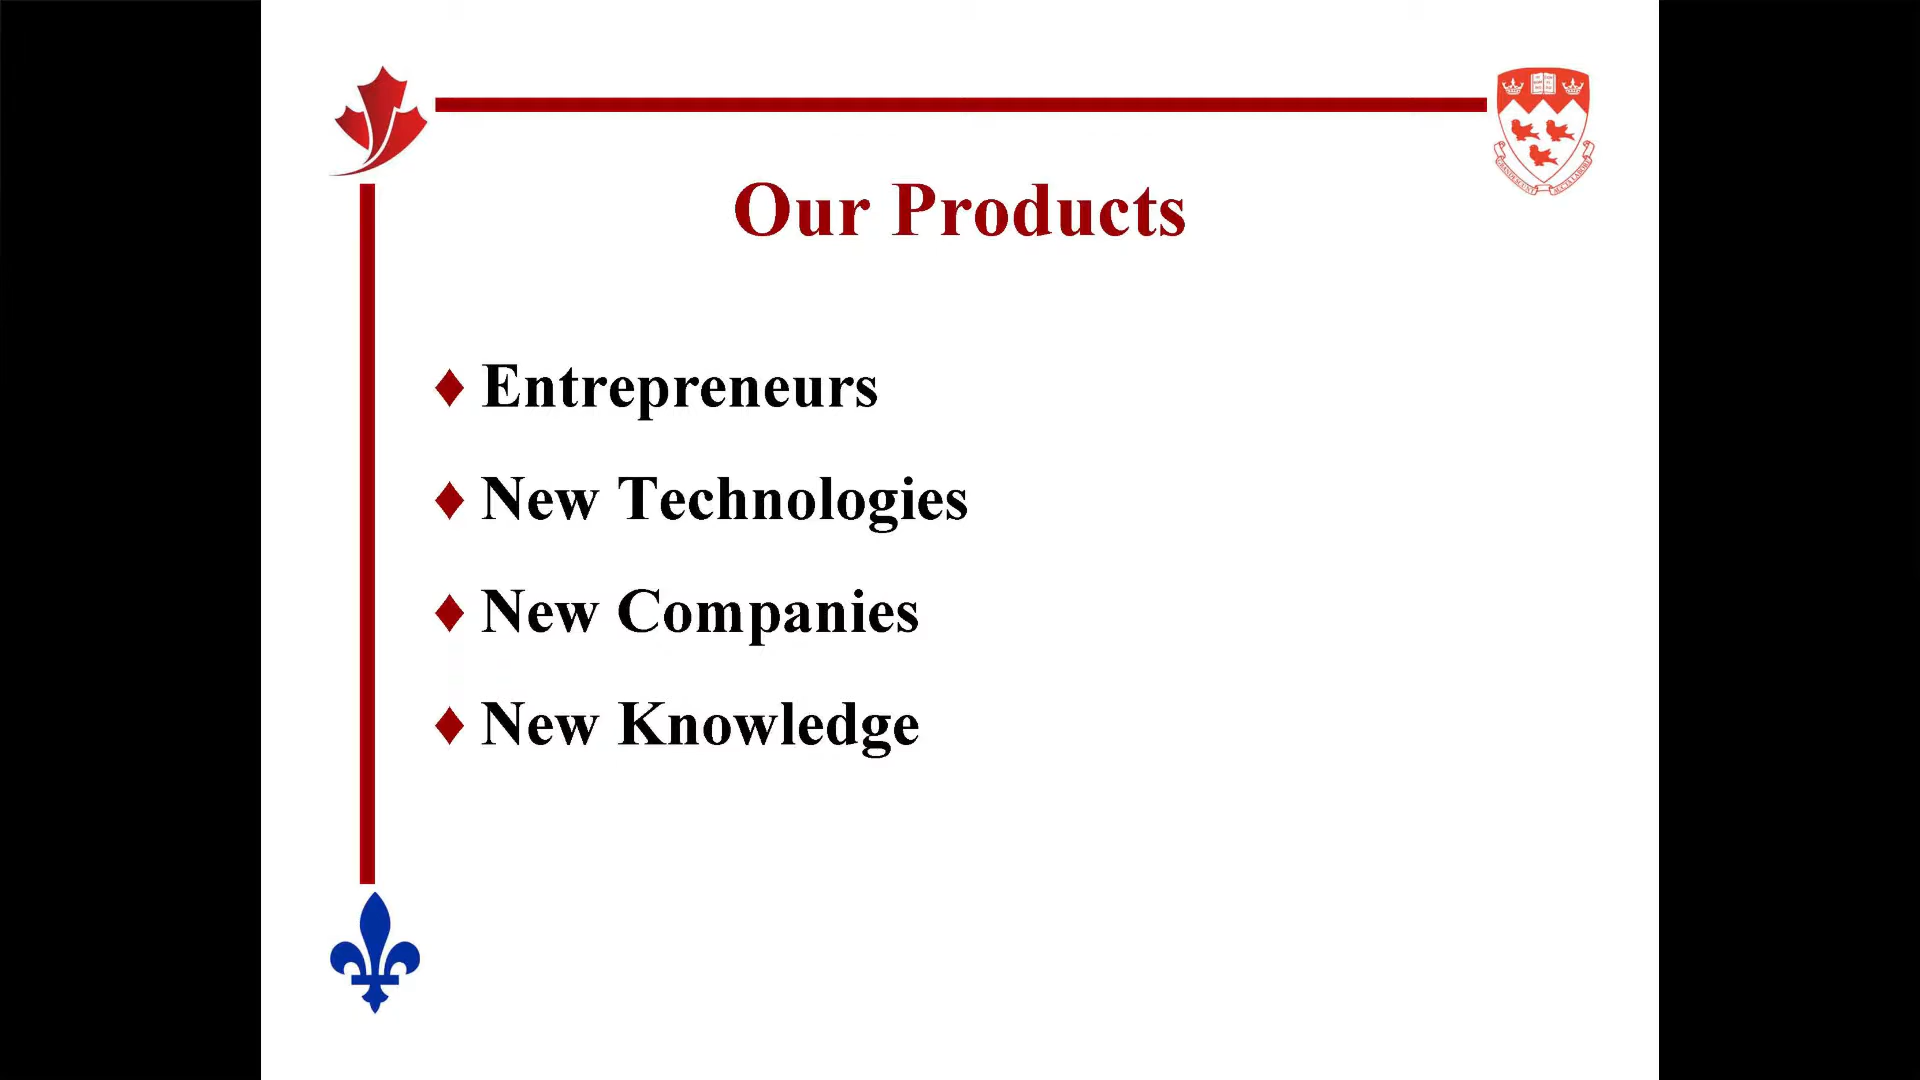 Our Products
Entrepreneurs
New Technologies
New Companies
New Knowledge